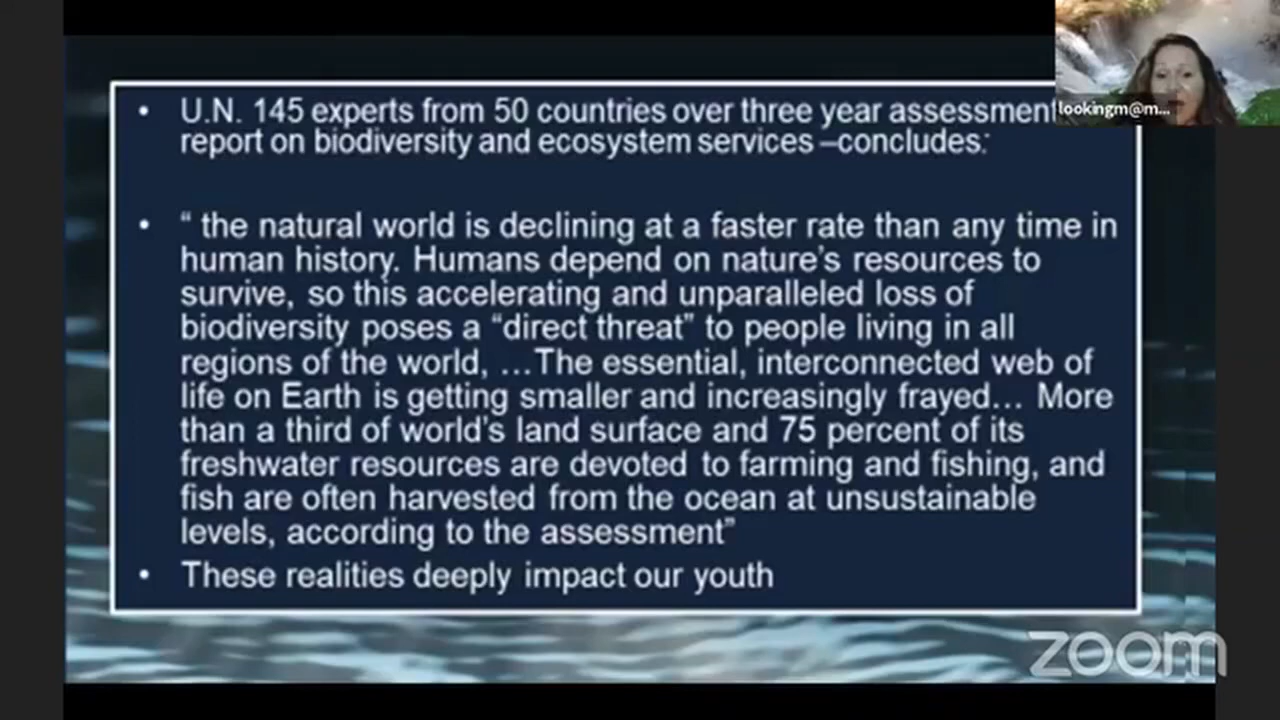 • U.N. 145 experts from 50 countries over three year assessment
report on biodiversity and ecosystem services –concludes:
• “ the natural world is declining at a faster rate than any time in
human history. Humans depend on nature’s resources to
survive, so this accelerating and unparalleled loss of
biodiversity poses a “direct threat” to people living in all
regions of the world, …The essential, interconnected web of
life on Earth is getting smaller and increasingly frayed… More
than a third of world’s land surface and 75 percent of its
freshwater resources are devoted to farming and fishing, and
fish are often harvested from the ocean at unsustainable
levels, according to the assessment”
• These realities deeply impact our youth
lookingm@m...
zoom